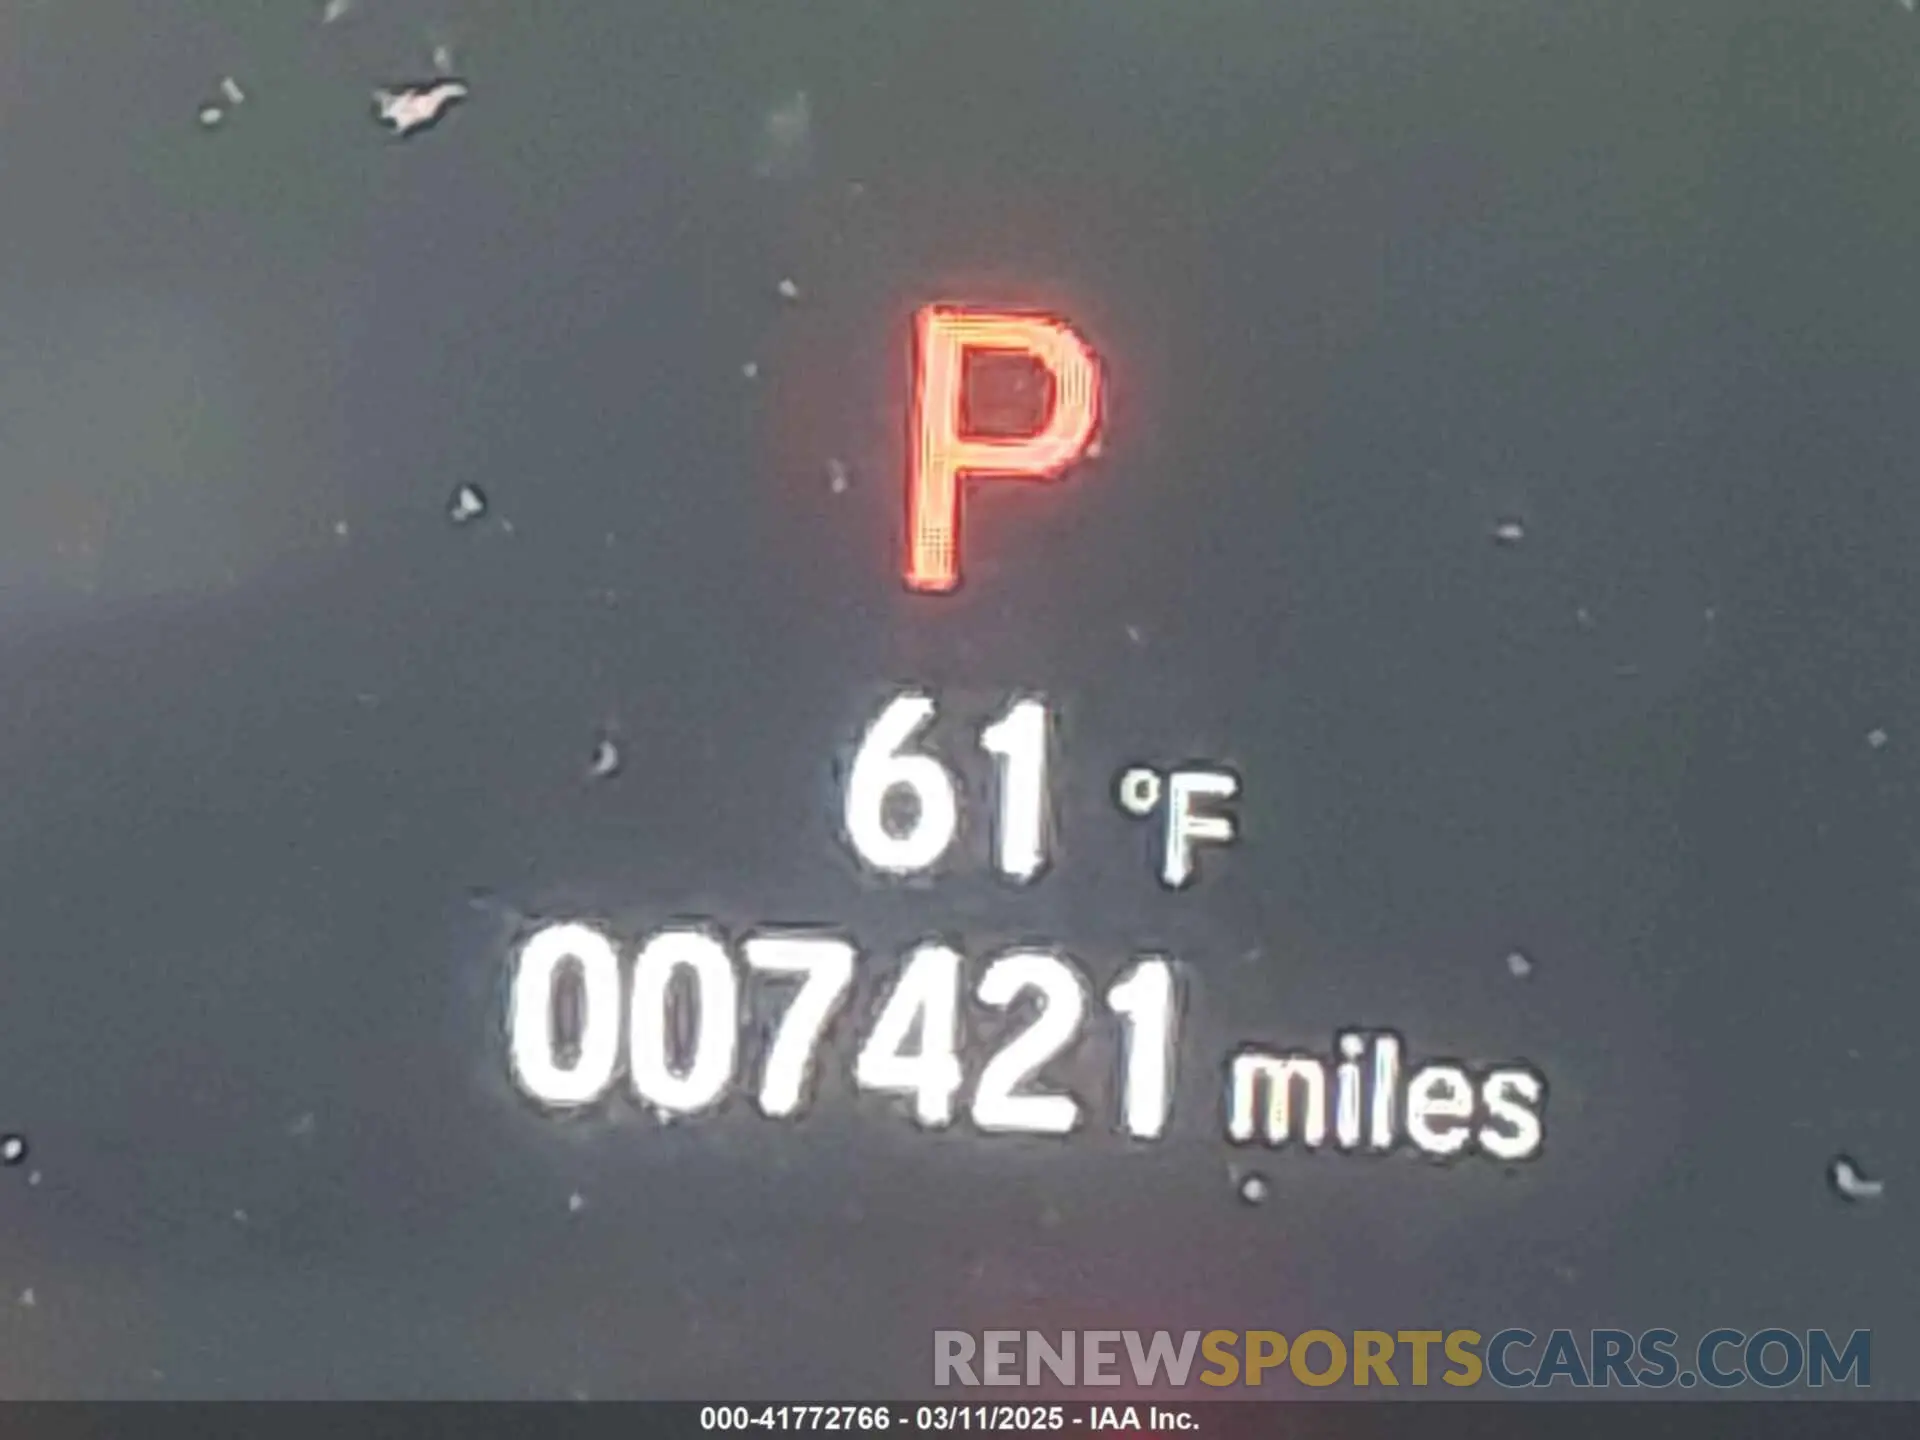 P
61 °F
007421 miles
RENEWSPORTSCARS.COM
000-41772766 - 03/11/2025 - IAA Inc.